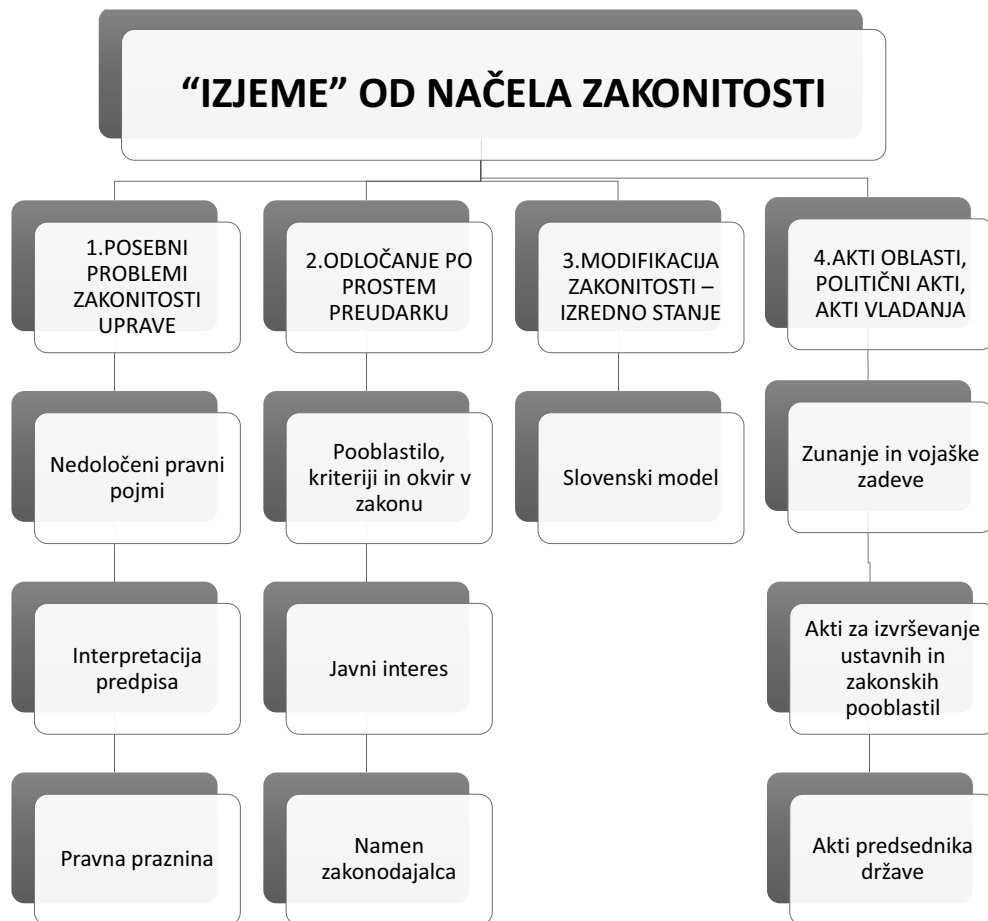 “IZJEME” OD NAČELA ZAKONITOSTI
1.POSEBNI
PROBLEMI
ZAKONITOSTI
UPRAVE
Nedoločeni pravni
pojmi
Interpretacija
predpisa
Pravna praznina
2.ODLOČANJE PO
PROSTEM
PREUDARKU
Pooblastilo,
kriteriji in okvir v
zakonu
Javni interes
Namen
zakonodajalca
3.MODIFIKACIJA
ZAKONITOSTI –
IZREDNO STANJE
Slovenski model
4.AKTI OBLASTI,
POLITIČNI AKTI,
AKTI VLADANJA
Zunanje in vojaške
zadeve
Akti za izvrševanje
ustavnih in
zakonskih
pooblastil
Akti predsednika
države